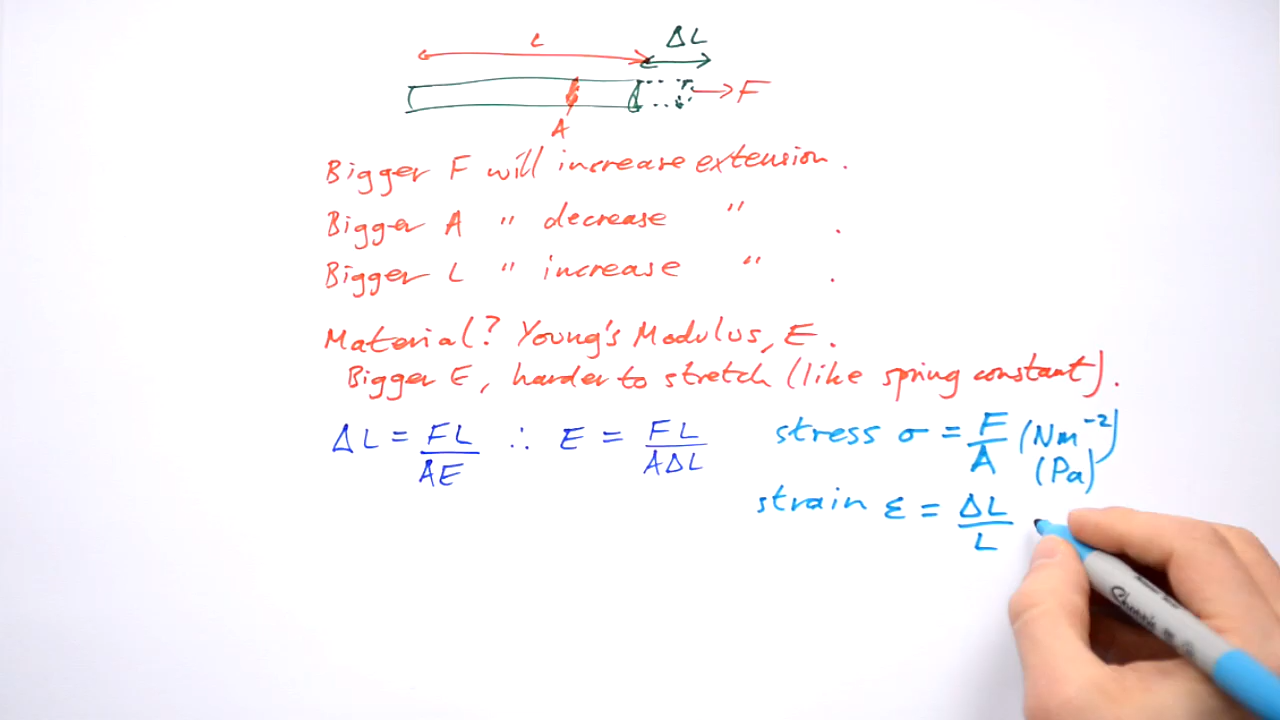 L ΔL
F
A
Bigger F will increase extension.
Bigger A " decrease " .
Bigger L " increase " .
Material? Young's Modulus, E.
Bigger E, harder to stretch (like spring constant).
ΔL = FL/AE ∴ E = FL/AΔL
stress σ = F/A (Nm⁻²)
(Pa)
strain ε = ΔL/L